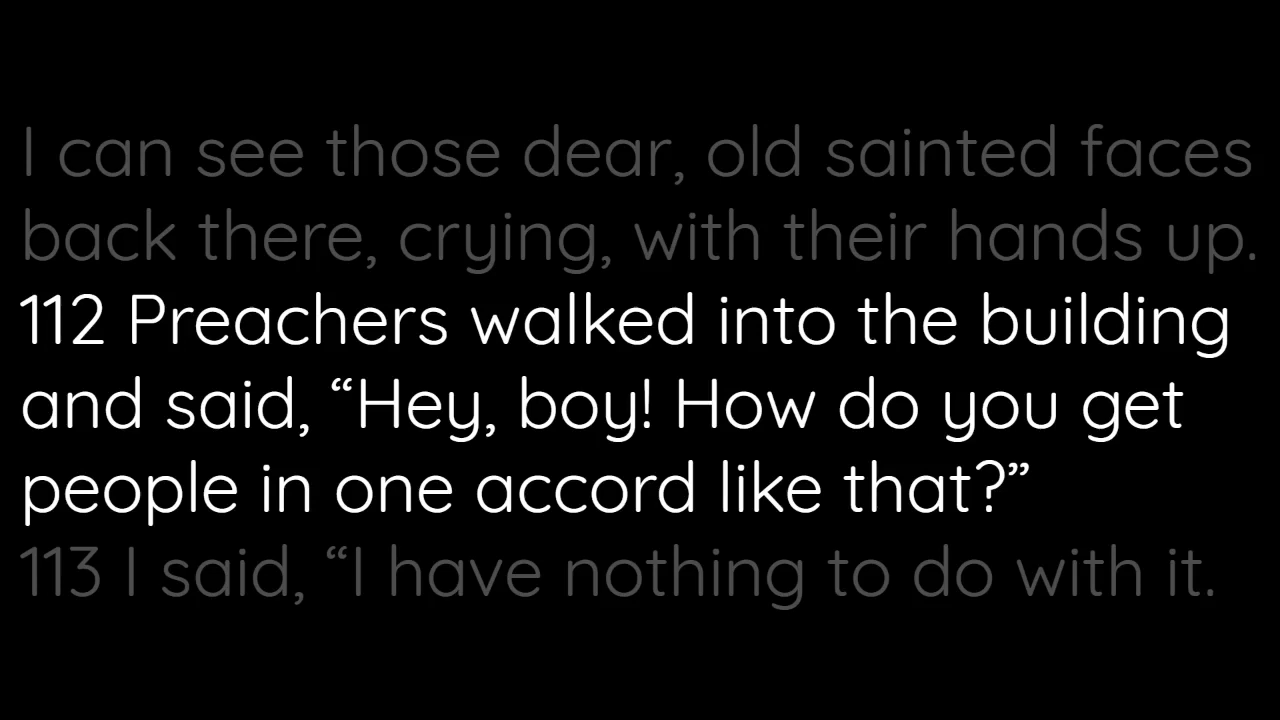 I can see those dear, old sainted faces
back there, crying, with their hands up.
112 Preachers walked into the building
and said, “Hey, boy! How do you get
people in one accord like that?”
113 I said, “I have nothing to do with it.